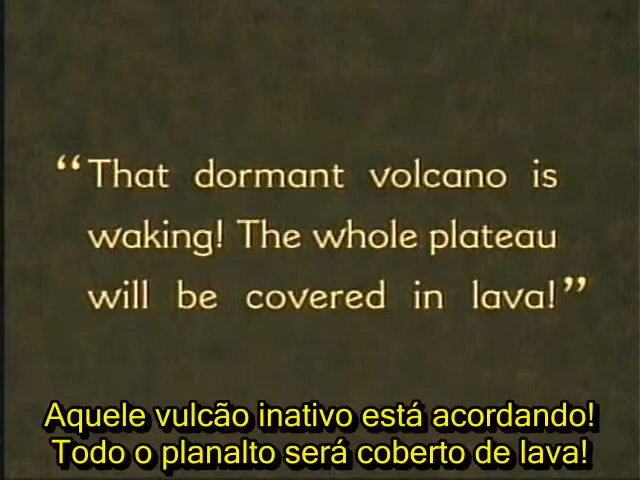 “That dormant volcano is
waking! The whole plateau
will be covered in lava!”
Aquele vulcão inativo está acordando!
Todo o planalto será coberto de lava!